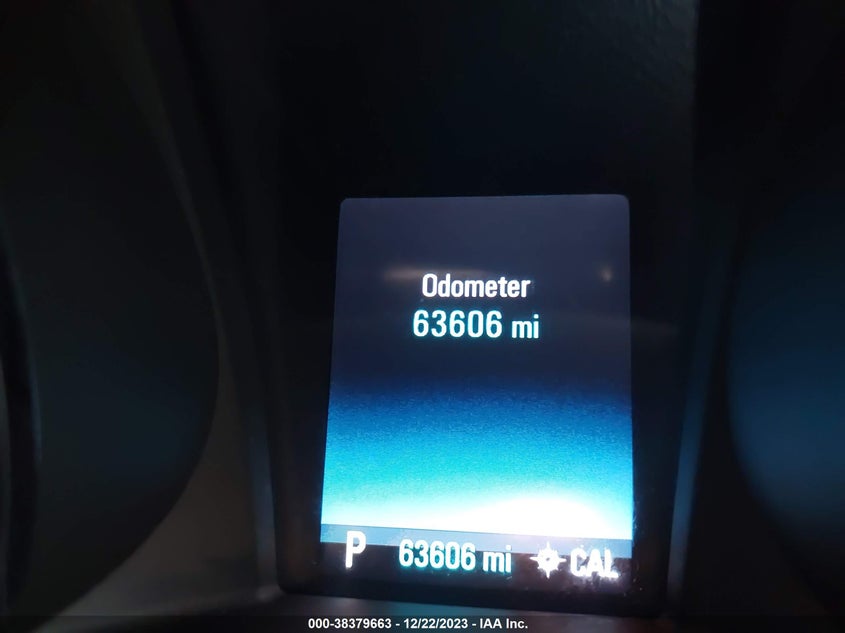 Odometer
63606 mi
P 63606 mi CAL
000-38379663 - 12/22/2023 - IAA Inc.